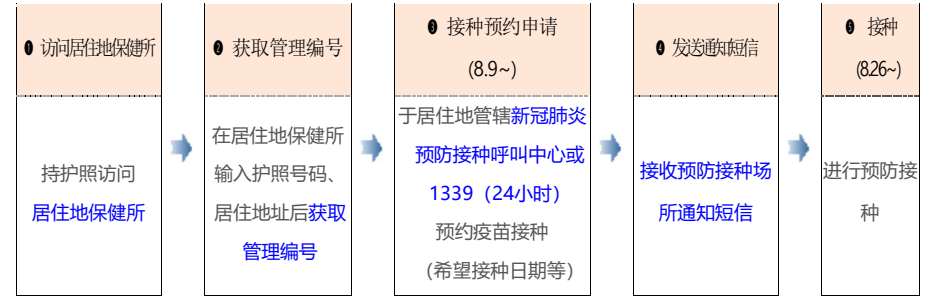 ❶ 访问居住地保健所
持护照访问
居住地保健所
❷ 获取管理编号
在居住地保健所
输入护照号码、
居住地址后获取
管理编号
❸ 接种预约申请
(8.9~)
于居住地管辖新冠肺炎
预防接种呼叫中心或
1339（24小时）
预约疫苗接种
（希望接种日期等）
❹ 发送通知短信
接收预防接种场
所通知短信
❺ 接种
(8.26~)
进行预防接
种